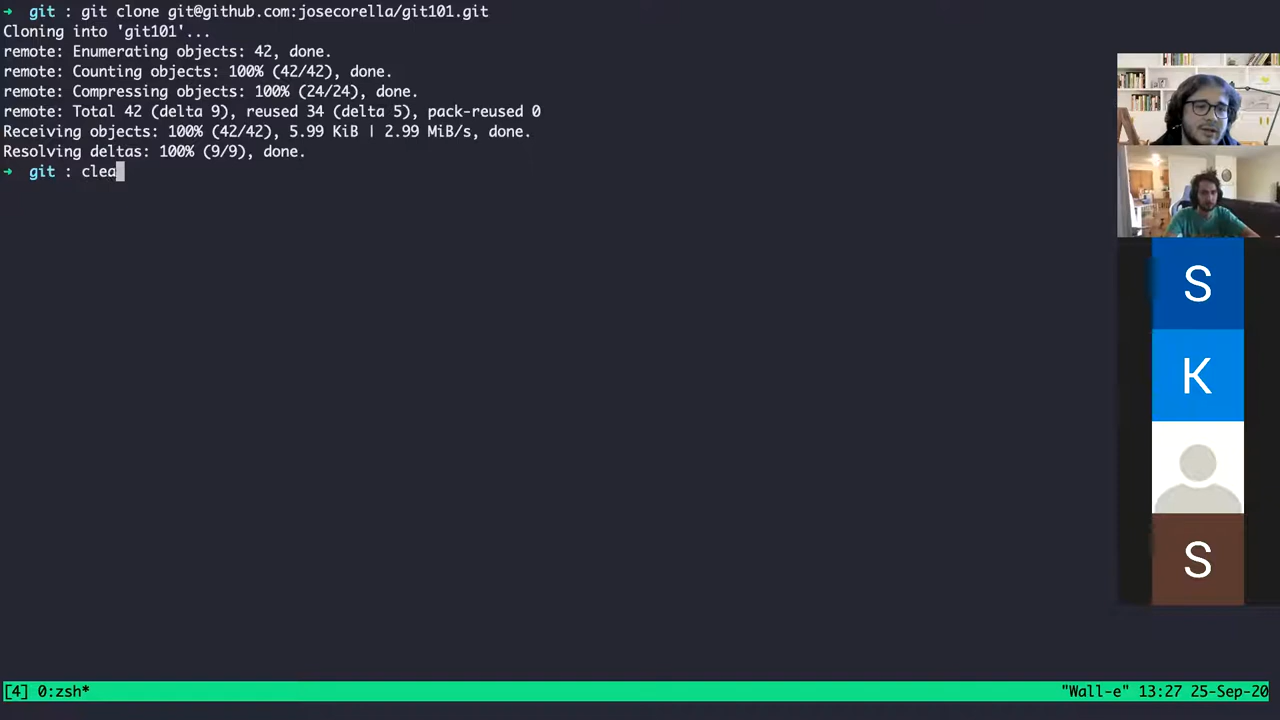 ➜  git : git clone git@github.com:josecorella/git101.git
Cloning into 'git101'...
remote: Enumerating objects: 42, done.
remote: Counting objects: 100% (42/42), done.
remote: Compressing objects: 100% (24/24), done.
remote: Total 42 (delta 9), reused 34 (delta 5), pack-reused 0
Receiving objects: 100% (42/42), 5.99 KiB | 2.99 MiB/s, done.
Resolving deltas: 100% (9/9), done.
➜  git : clea
S
K
S
[4] 0:zsh* "Wall-e" 13:27 25-Sep-20